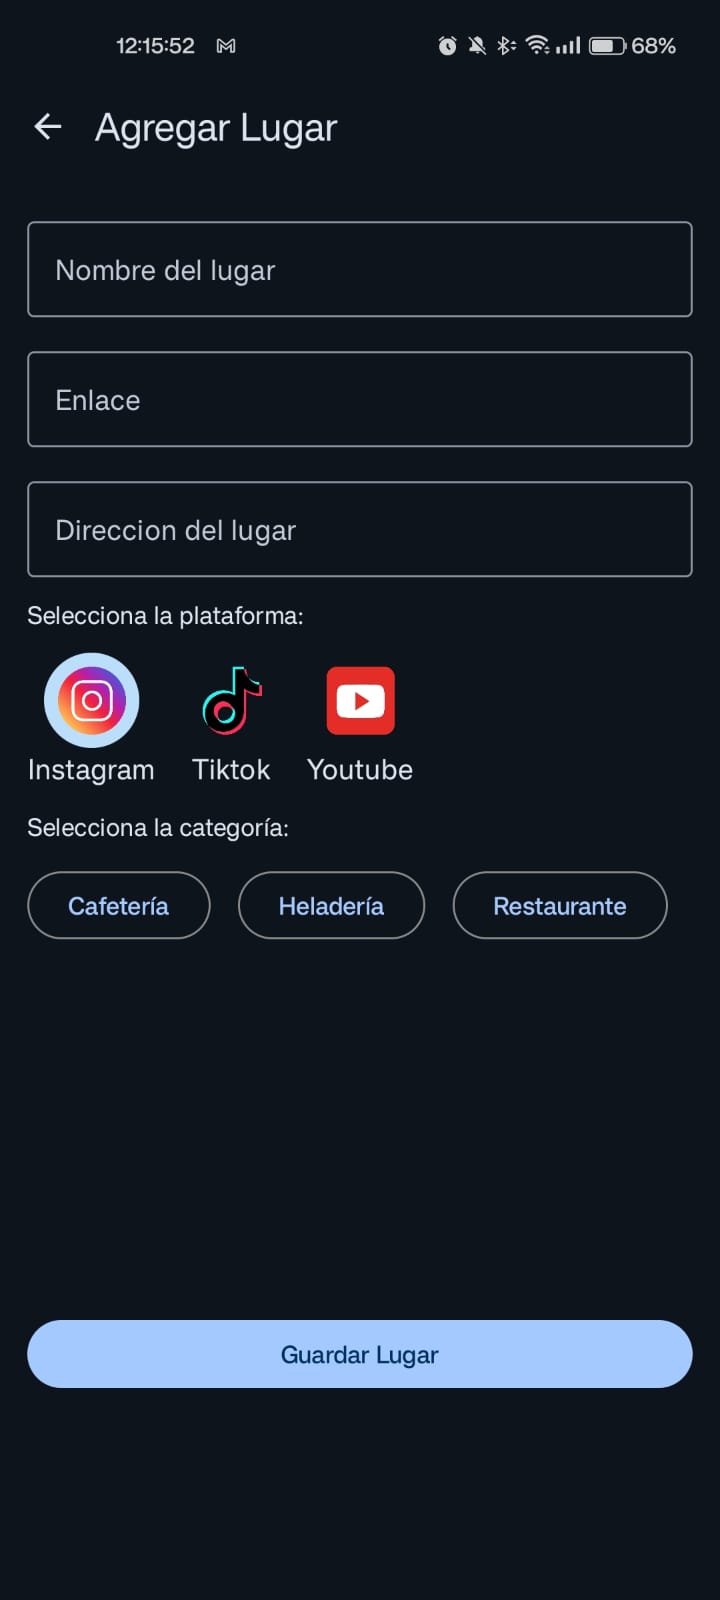 12:15:52 68%
Agregar Lugar
Nombre del lugar
Enlace
Direccion del lugar
Selecciona la plataforma:
Instagram Tiktok Youtube
Selecciona la categoría:
Cafetería Heladería Restaurante
Guardar Lugar